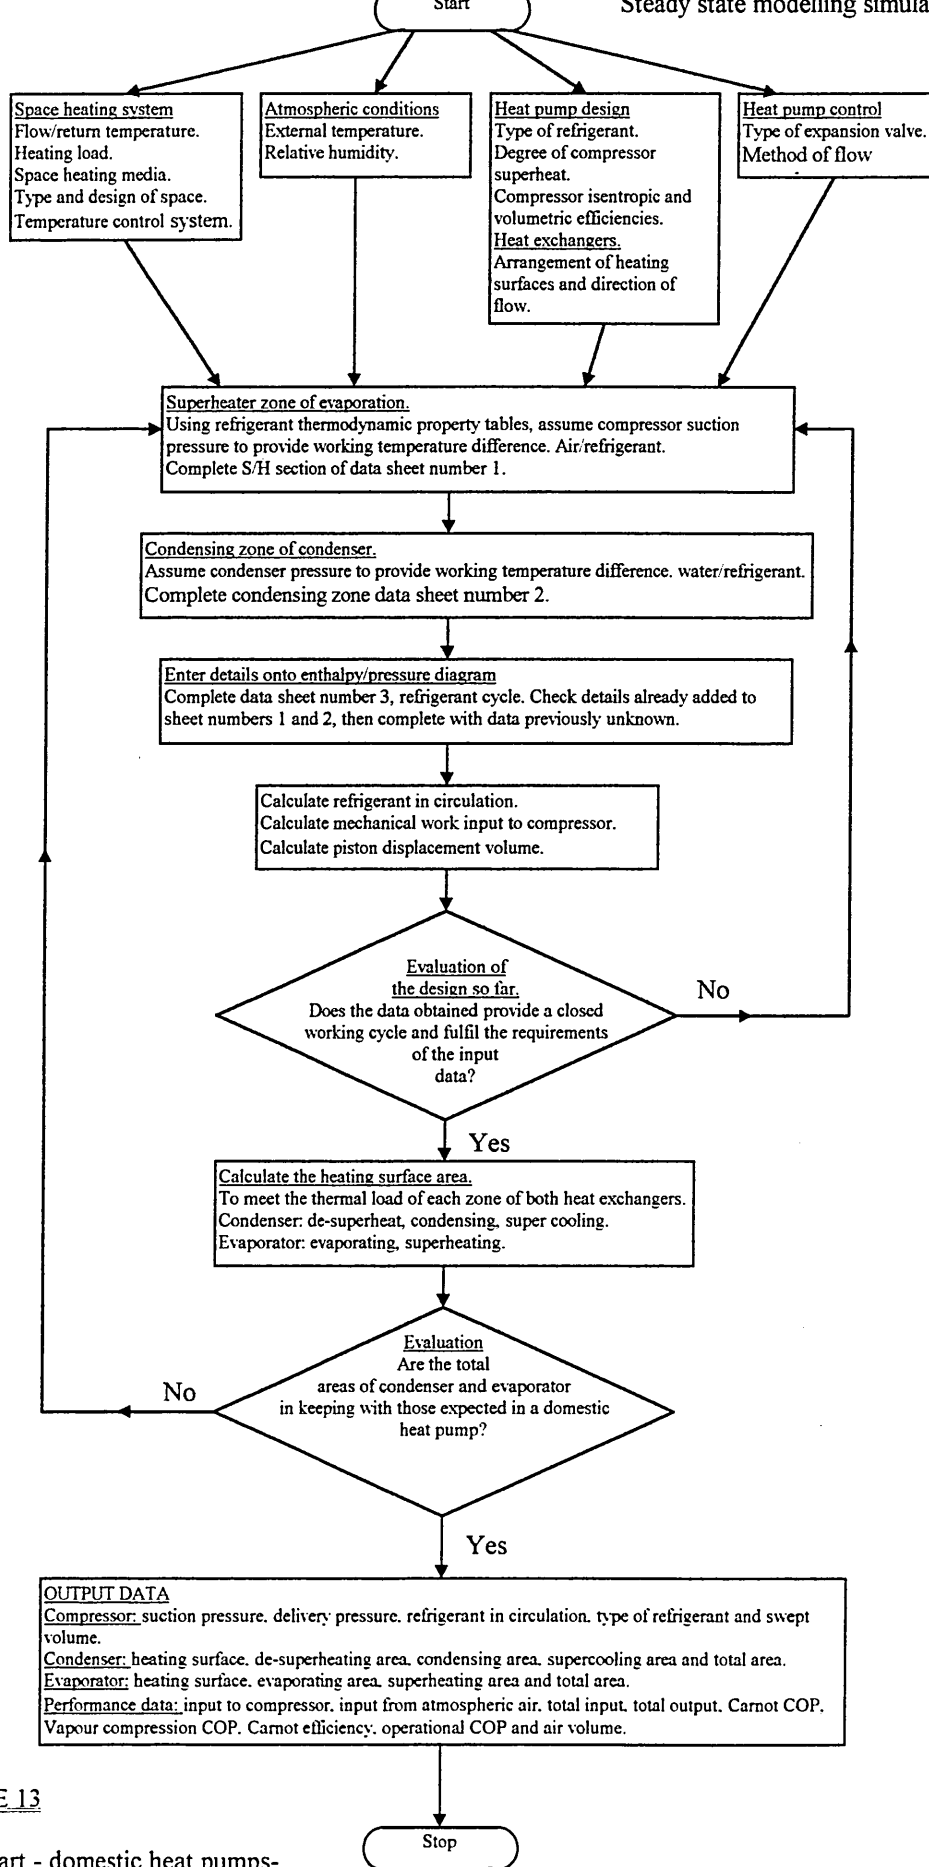 Start
Steady state modelling simula
Space heating system
Flow/return temperature.
Heating load.
Space heating media.
Type and design of space.
Temperature control system.
Atmospheric conditions
External temperature.
Relative humidity.
Heat pump design
Type of refrigerant.
Degree of compressor
superheat.
Compressor isentropic and
volumetric efficiencies.
Heat exchangers.
Arrangement of heating
surfaces and direction of
flow.
Heat pump control
Type of expansion valve.
Method of flow
Superheater zone of evaporation.
Using refrigerant thermodynamic property tables, assume compressor suction
pressure to provide working temperature difference. Air/refrigerant.
Complete S/H section of data sheet number 1.
Condensing zone of condenser.
Assume condenser pressure to provide working temperature difference. water/refrigerant.
Complete condensing zone data sheet number 2.
Enter details onto enthalpy/pressure diagram
Complete data sheet number 3, refrigerant cycle. Check details already added to
sheet numbers 1 and 2, then complete with data previously unknown.
Calculate refrigerant in circulation.
Calculate mechanical work input to compressor.
Calculate piston displacement volume.
Evaluation of
the design so far.
Does the data obtained provide a closed
working cycle and fulfil the requirements
of the input
data?
No
Yes
Calculate the heating surface area.
To meet the thermal load of each zone of both heat exchangers.
Condenser: de-superheat, condensing, super cooling.
Evaporator: evaporating, superheating.
Evaluation
Are the total
areas of condenser and evaporator
in keeping with those expected in a domestic
heat pump?
No
Yes
OUTPUT DATA
Compressor: suction pressure. delivery pressure. refrigerant in circulation. type of refrigerant and swept
volume.
Condenser: heating surface. de-superheating area. condensing area. supercooling area and total area.
Evaporator: heating surface. evaporating area. superheating area and total area.
Performance data: input to compressor. input from atmospheric air. total input. total output. Carnot COP.
Vapour compression COP. Carnot efficiency. operational COP and air volume.
E 13
Stop
art - domestic heat pumps-